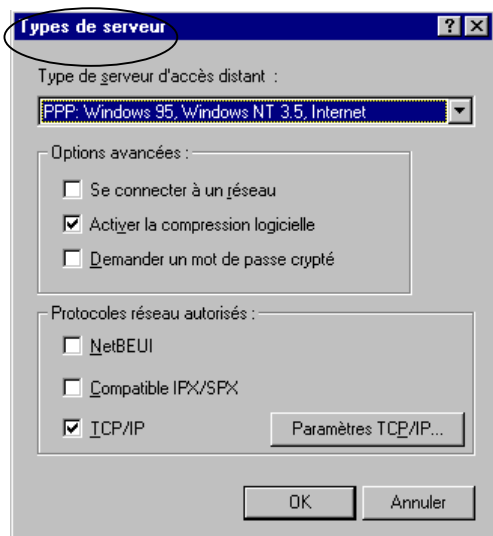 Types de serveur
Type de serveur d'accès distant :
PPP: Windows 95, Windows NT 3.5, Internet
Options avancées :
Se connecter à un réseau
Activer la compression logicielle
Demander un mot de passe crypté
Protocoles réseau autorisés :
NetBEUI
Compatible IPX/SPX
TCP/IP
Paramètres TCP/IP...
OK
Annuler